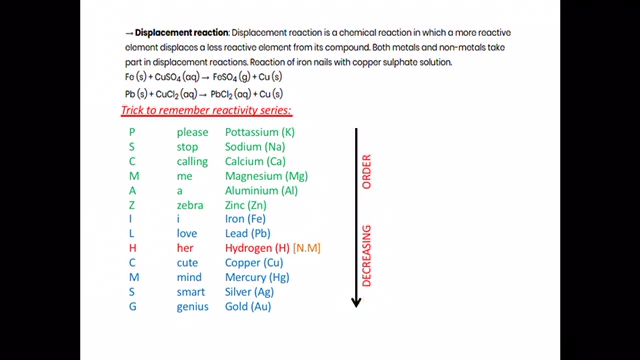 → Displacement reaction: Displacement reaction is a chemical reaction in which a more reactive
element displaces a less reactive element from its compound. Both metals and non-metals take
part in displacement reactions. Reaction of iron nails with copper sulphate solution.
Fe (s) + CuSO₄ (aq) → FeSO₄ (g) + Cu (s)
Pb (s) + CuCl₂ (aq) → PbCl₂ (aq) + Cu (s)
Trick to remember reactivity series:
P please Pottassium (K)
S stop Sodium (Na)
C calling Calcium (Ca)
M me Magnesium (Mg)
A a Aluminium (Al)
Z zebra Zinc (Zn)
I i Iron (Fe)
L love Lead (Pb)
H her Hydrogen (H) [N.M]
C cute Copper (Cu)
M mind Mercury (Hg)
S smart Silver (Ag)
G genius Gold (Au)
DECREASING ORDER